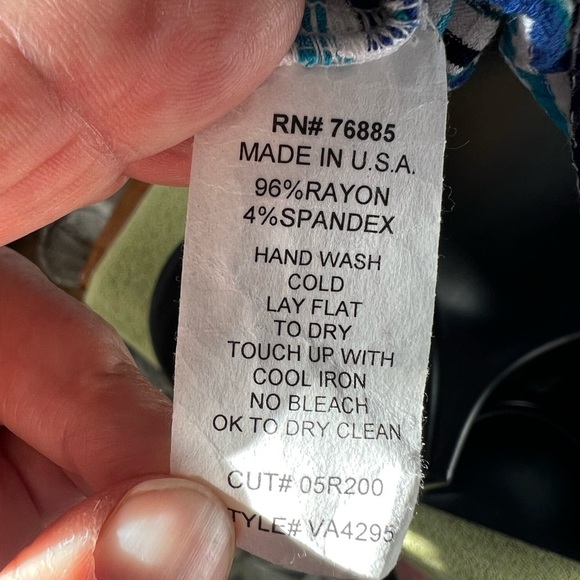 RN# 76885
MADE IN U.S.A.
96%RAYON
4%SPANDEX
HAND WASH
COLD
LAY FLAT
TO DRY
TOUCH UP WITH
COOL IRON
NO BLEACH
OK TO DRY CLEAN
CUT# 05R200
TYLE# VA4295